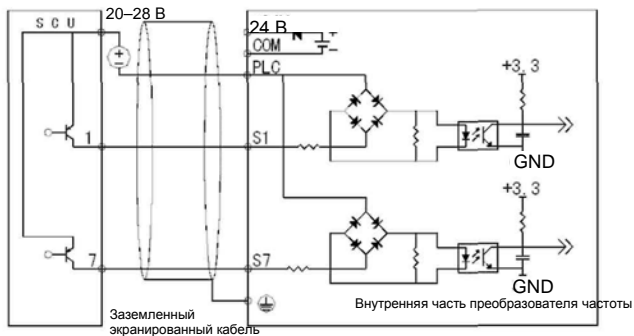 SCU
20–28 В
24 В
COM
PLC
+3, 3
1
S1
GND
+3, 3
7
S7
GND
Заземленный
экранированный кабель
Внутренняя часть преобразователя частоты